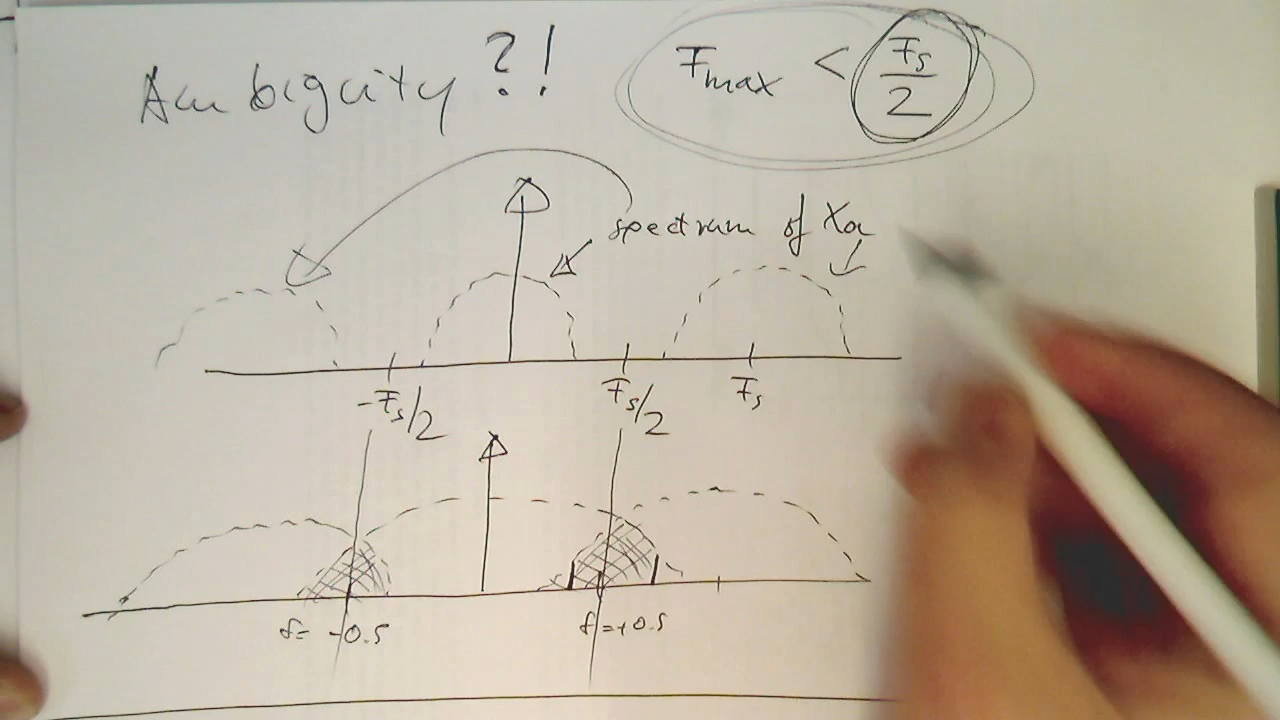 Ambiguity ?!
Fmax < Fs/2
spectrum of Xa
-Fs/2
Fs/2
Fs
f= -0.5
f=+0.5